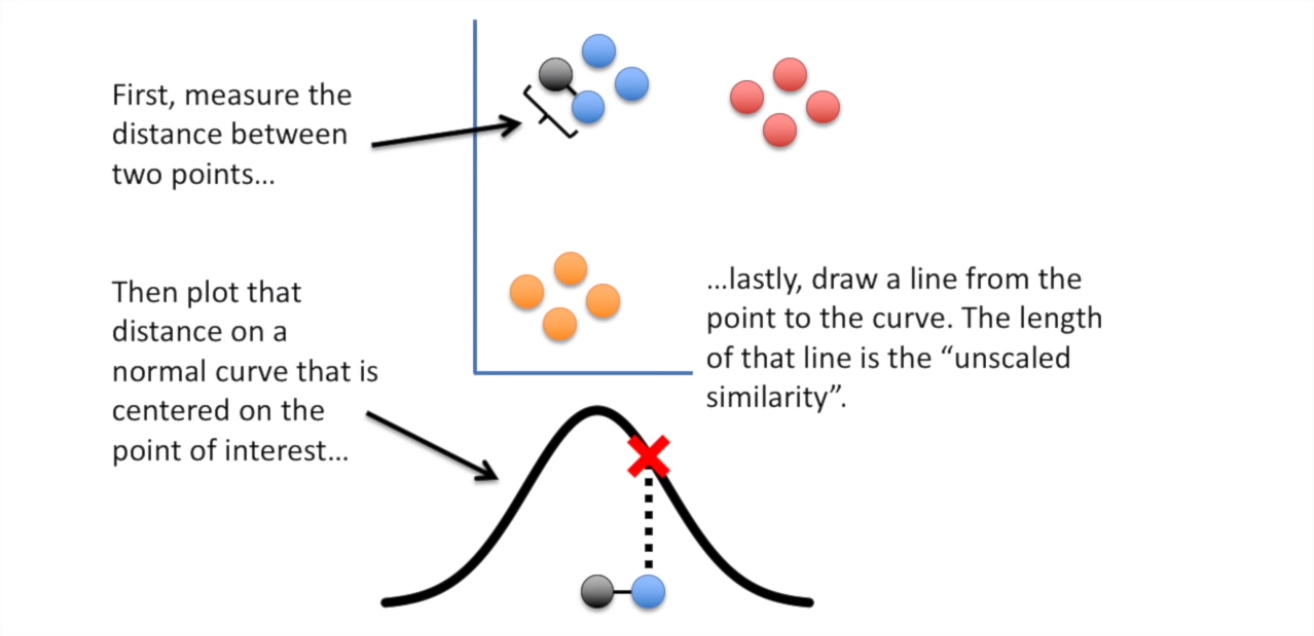 First, measure the
distance between
two points...
Then plot that
distance on a
normal curve that is
centered on the
point of interest...
...lastly, draw a line from the
point to the curve. The length
of that line is the “unscaled
similarity”.